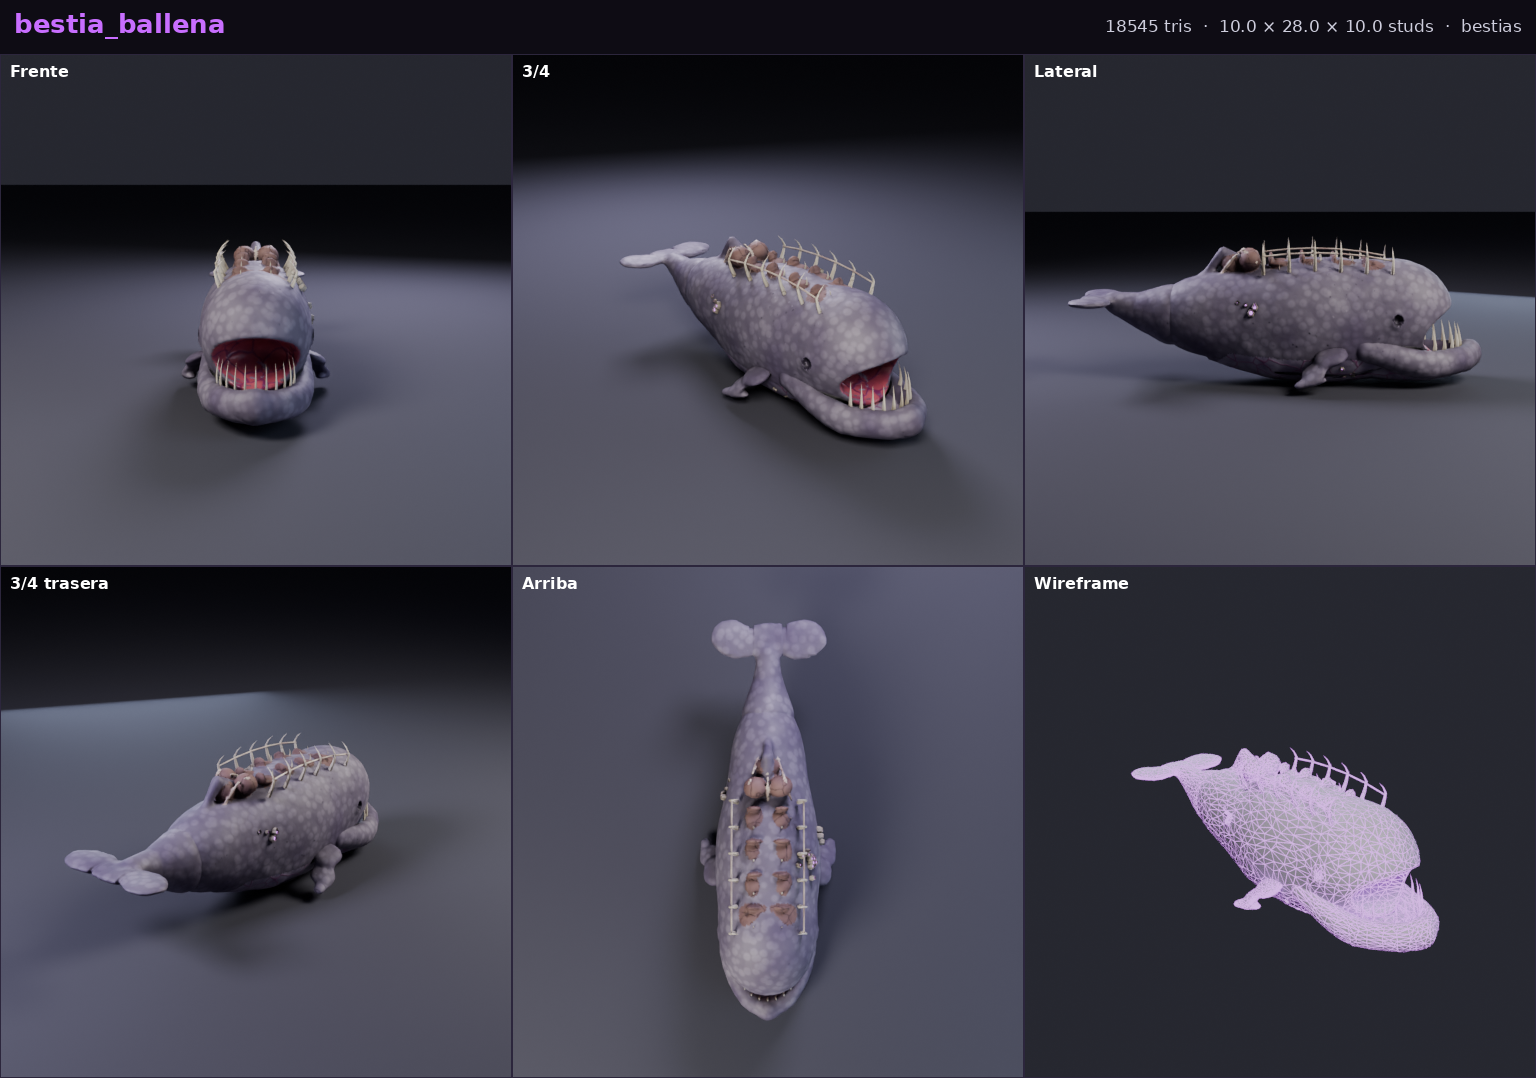 bestia_ballena
18545 tris · 10.0 × 28.0 × 10.0 studs · bestias
Frente
3/4
Lateral
3/4 trasera
Arriba
Wireframe